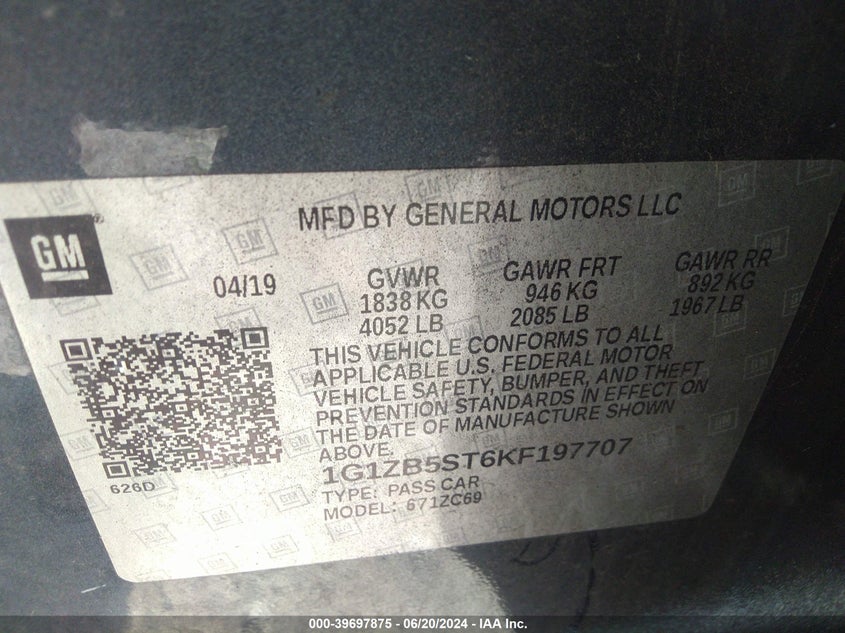 GM
MFD BY GENERAL MOTORS LLC
04/19
GVWR
1838 KG
4052 LB
GAWR FRT
946 KG
2085 LB
GAWR RR
892 KG
1967 LB
THIS VEHICLE CONFORMS TO ALL
APPLICABLE U.S. FEDERAL MOTOR
VEHICLE SAFETY, BUMPER, AND THEFT
PREVENTION STANDARDS IN EFFECT ON
THE DATE OF MANUFACTURE SHOWN
ABOVE.
1G1ZB5ST6KF197707
TYPE: PASS CAR
MODEL: 671ZC69
626D
000-39697875 - 06/20/2024 - IAA Inc.